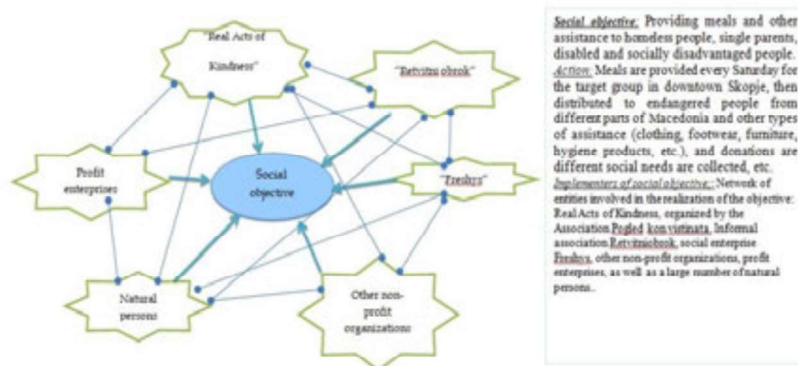 "Real Acts of
Kindness"
"Retvitni obrok"
Profit
enterprises
Social
objective
"Freshys"
Natural
persons
Other non-
profit
organizations
Social objective: Providing meals and other
assistance to homeless people, single parents,
disabled and socially disadvantaged people.
Action: Meals are provided every Saturday for
the target group in downtown Skopje, then
distributed to endangered people from
different parts of Macedonia and other types
of assistance (clothing, footwear, furniture,
hygiene products, etc.), and donations are
different social needs are collected, etc.
Implementers of social objective:: Network of
entities involved in the realization of the objective:
Real Acts of Kindness, organized by the
Association Pogled kon vistinata, Informal
association Retvitniobrok, social enterprise
Freshys, other non-profit organizations, profit
enterprises, as well as a large number of natural
persons..